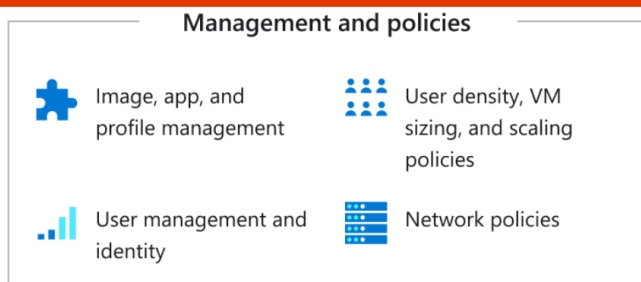 Management and policies
Image, app, and
profile management
User density, VM
sizing, and scaling
policies
User management and
identity
Network policies